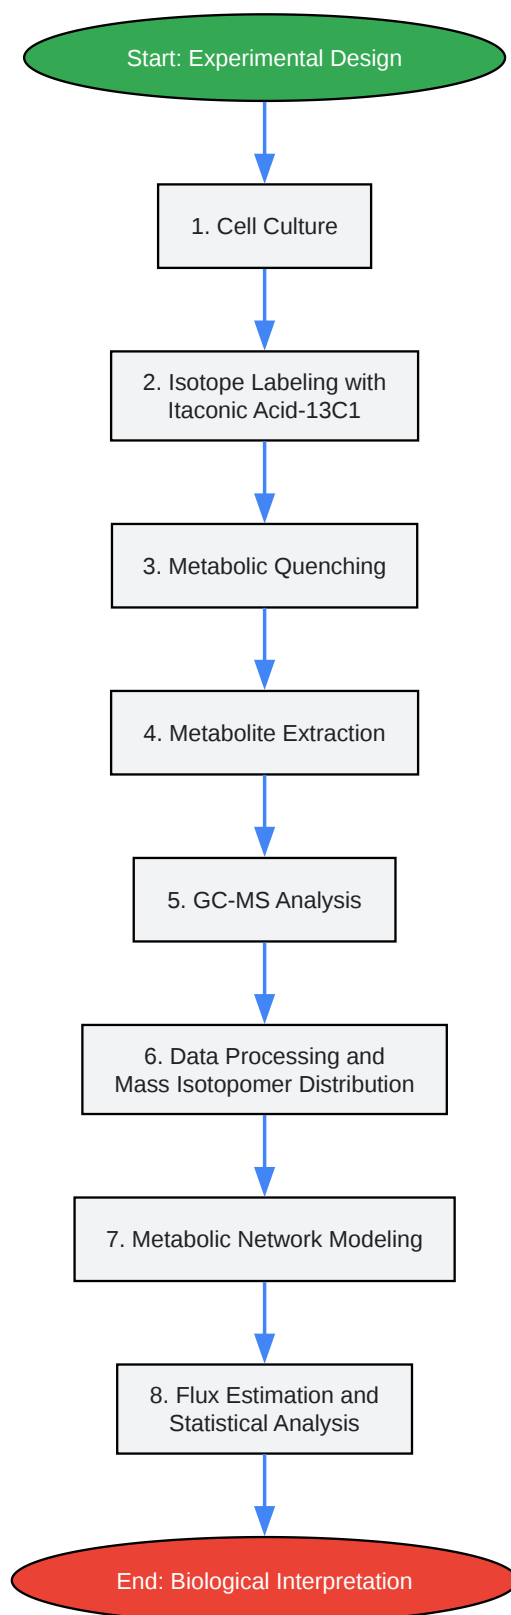 Start: Experimental Design
1. Cell Culture
2. Isotope Labeling with
Itaconic Acid-13C1
3. Metabolic Quenching
4. Metabolite Extraction
5. GC-MS Analysis
6. Data Processing and
Mass Isotopomer Distribution
7. Metabolic Network Modeling
8. Flux Estimation and
Statistical Analysis
End: Biological Interpretation